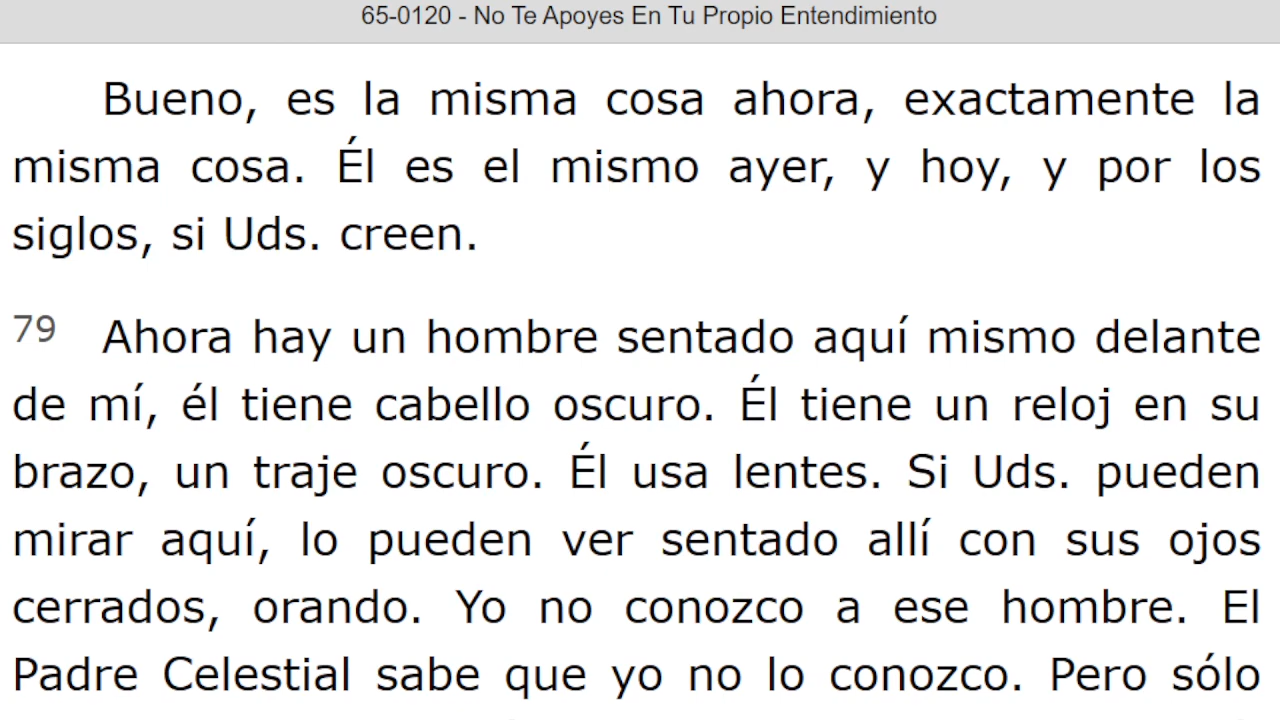 65-0120 - No Te Apoyes En Tu Propio Entendimiento
Bueno, es la misma cosa ahora, exactamente la
misma cosa. Él es el mismo ayer, y hoy, y por los
siglos, si Uds. creen.
79 Ahora hay un hombre sentado aquí mismo delante
de mí, él tiene cabello oscuro. Él tiene un reloj en su
brazo, un traje oscuro. Él usa lentes. Si Uds. pueden
mirar aquí, lo pueden ver sentado allí con sus ojos
cerrados, orando. Yo no conozco a ese hombre. El
Padre Celestial sabe que yo no lo conozco. Pero sólo